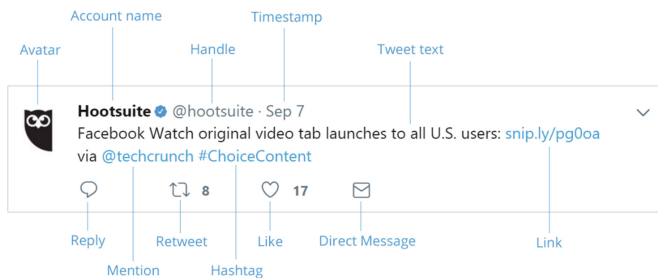 Account name
Timestamp
Avatar
Handle
Tweet text
Hootsuite @hootsuite · Sep 7
Facebook Watch original video tab launches to all U.S. users: snip.ly/pg0oa
via @techcrunch #ChoiceContent
8 17
Reply Retweet Like Direct Message Link
Mention Hashtag